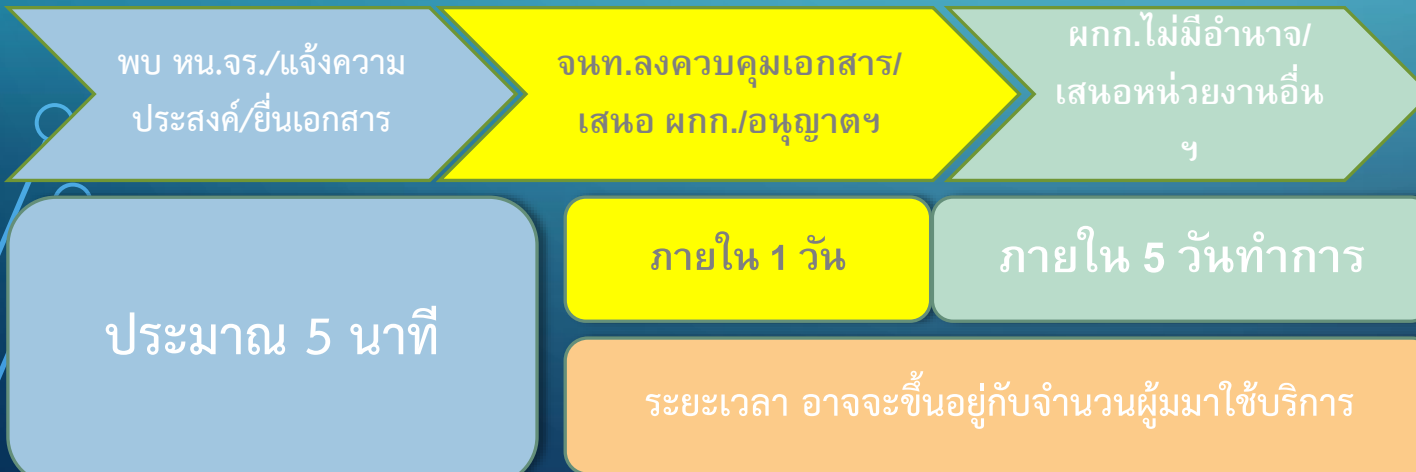 พบ หน.จร./แจ้งความ
ประสงค์/ยื่นเอกสาร
จนท.ลงควบคุมเอกสาร/
เสนอ ผกก./อนุญาตฯ
ผกก.ไม่มีอำนาจ/
เสนอหน่วยงานอื่น
ฯ
ประมาณ 5 นาที
ภายใน 1 วัน
ภายใน 5 วันทำการ
ระยะเวลา อาจจะขึ้นอยู่กับจำนวนผู้มมาใช้บริการ